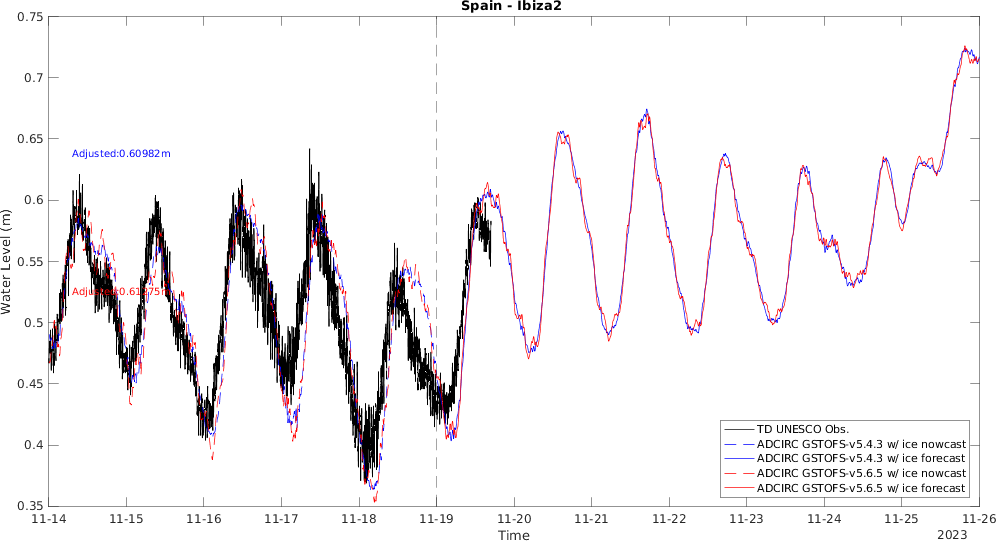 Spain - Ibiza2
Water Level (m)
0.75
0.7
0.65
0.6
0.55
0.5
0.45
0.4
0.35
Adjusted:0.60982m
TD UNESCO Obs.
ADCIRC GSTOFS-v5.4.3 w/ ice nowcast
ADCIRC GSTOFS-v5.4.3 w/ ice forecast
ADCIRC GSTOFS-v5.6.5 w/ ice nowcast
ADCIRC GSTOFS-v5.6.5 w/ ice forecast
11-14 11-15 11-16 11-17 11-18 11-19 11-20 11-21 11-22 11-23 11-24 11-25 11-26
Time
2023